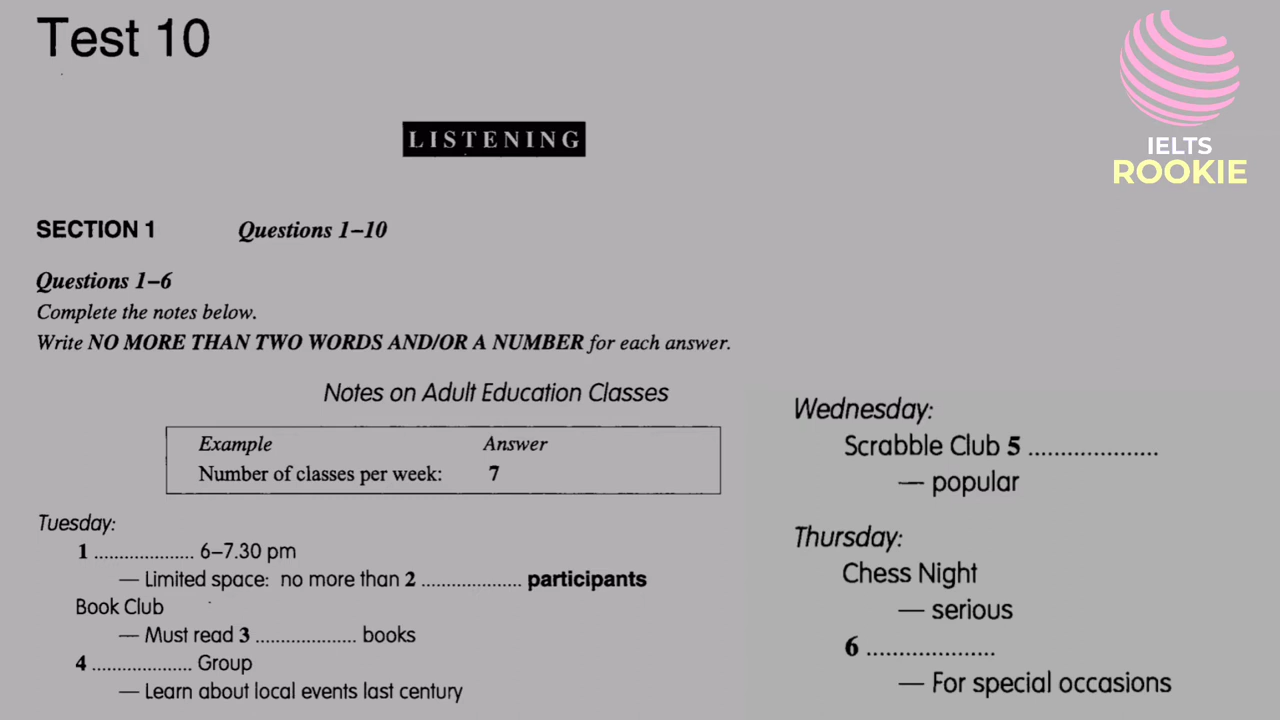 Test 10
IELTS
ROOKIE
LISTENING
SECTION 1 Questions 1–10
Questions 1–6
Complete the notes below.
Write NO MORE THAN TWO WORDS AND/OR A NUMBER for each answer.
Notes on Adult Education Classes
Example Answer
Number of classes per week: 7
Tuesday:
1 .................... 6–7.30 pm
— Limited space: no more than 2 .................... participants
Book Club
— Must read 3 .................... books
4 .................... Group
— Learn about local events last century
Wednesday:
Scrabble Club 5 ....................
— popular
Thursday:
Chess Night
— serious
6 ....................
— For special occasions